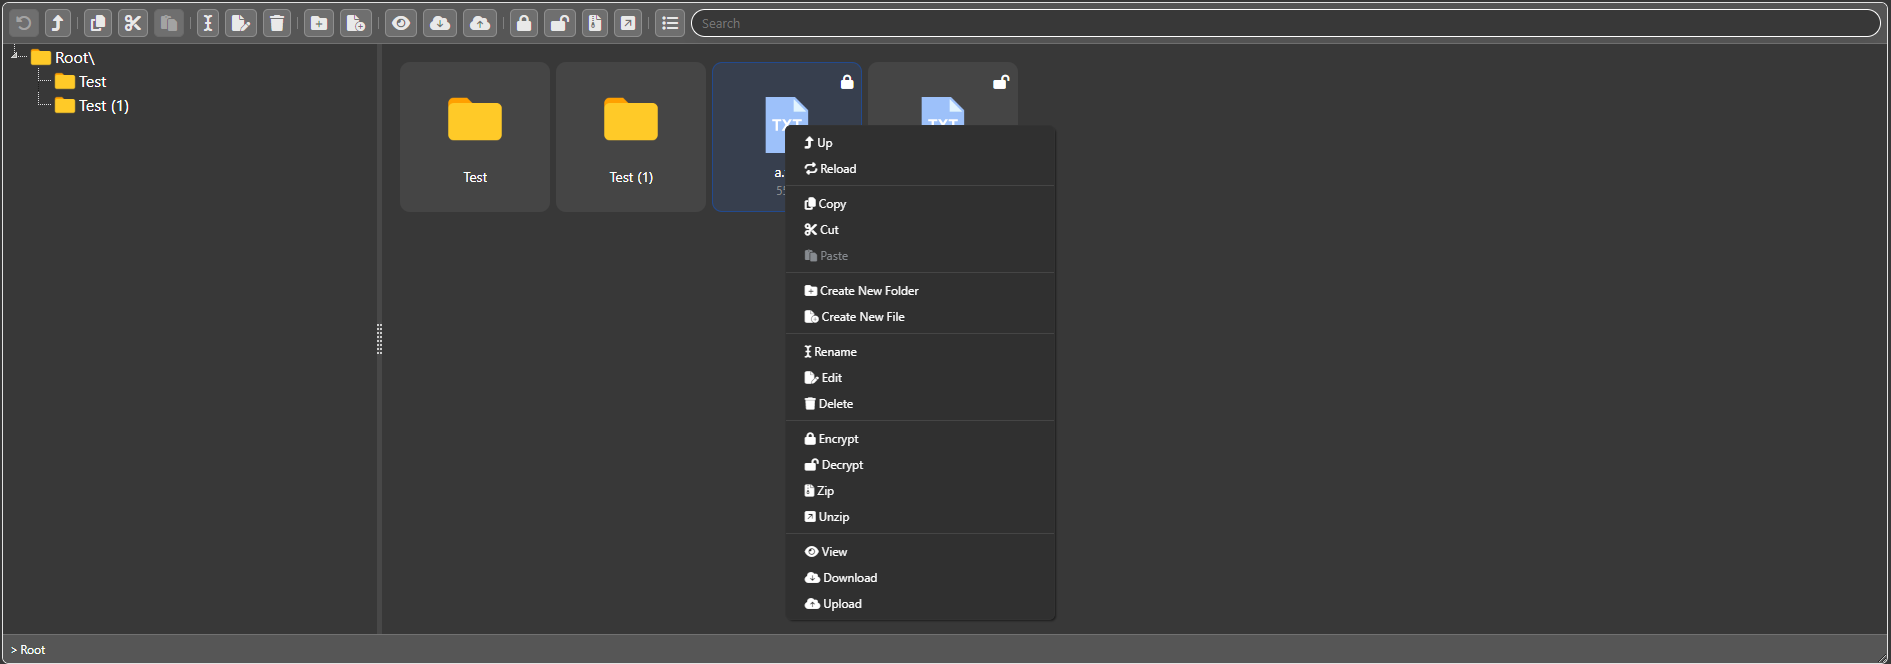 Search
Root\
Test
Test (1)
TXT
TXT
Test
Test (1)
a.
55
Up
Reload
Copy
Cut
Paste
Create New Folder
Create New File
Rename
Edit
Delete
Encrypt
Decrypt
Zip
Unzip
View
Download
Upload
> Root